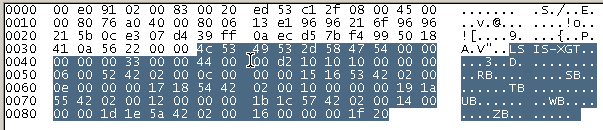 0000 00 e0 91 02 00 83 00 20 ed 53 c1 2f 08 00 45 00 ....... .S./..E.
0010 00 80 76 a0 40 00 80 06 13 e1 96 96 21 6f 96 96 ..v.@... ....!o..
0020 21 5b 0c e3 07 d4 39 ff 0a ec d5 7b f4 99 50 18 ![....9. ...{..P.
0030 41 0a 56 22 00 00 4c 53 49 53 2d 58 47 54 00 00 A.V"..LS IS-XGT..
0040 00 00 00 33 00 00 44 00 00 d2 10 10 10 00 00 00 ...3..D. ........
0050 06 00 52 42 02 00 0c 00 00 00 15 16 53 42 02 00 ..RB.... ....SB..
0060 0e 00 00 00 17 18 54 42 02 00 10 00 00 00 19 1a ......TB ........
0070 55 42 02 00 12 00 00 00 1b 1c 57 42 02 00 14 00 UB...... ..WB....
0080 00 00 1d 1e 5a 42 02 00 16 00 00 00 1f 20 ....ZB.. .....